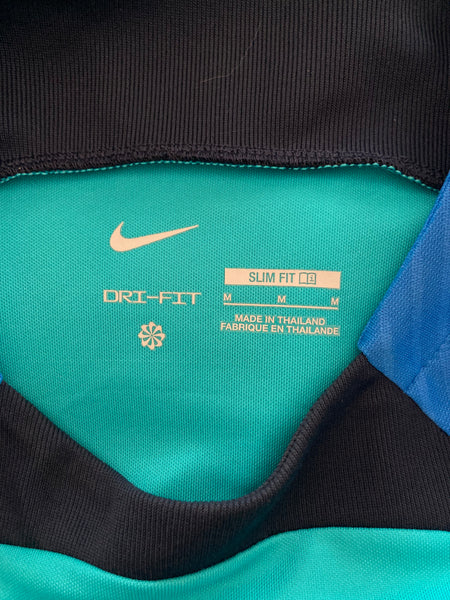 DRI-FIT
SLIM FIT
M M M
MADE IN THAILAND
FABRIQUE EN THAILANDE